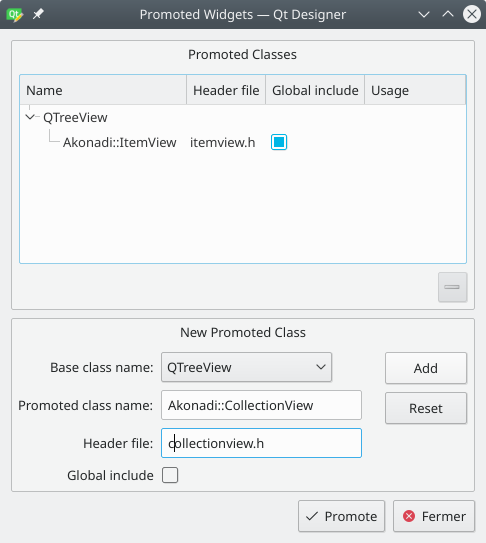 Promoted Widgets — Qt Designer
Promoted Classes
Name Header file Global include Usage
QTreeView
Akonadi::ItemView itemview.h
New Promoted Class
Base class name: QTreeView Add
Promoted class name: Akonadi::CollectionView Reset
Header file: collectionview.h
Global include
Promote Fermer